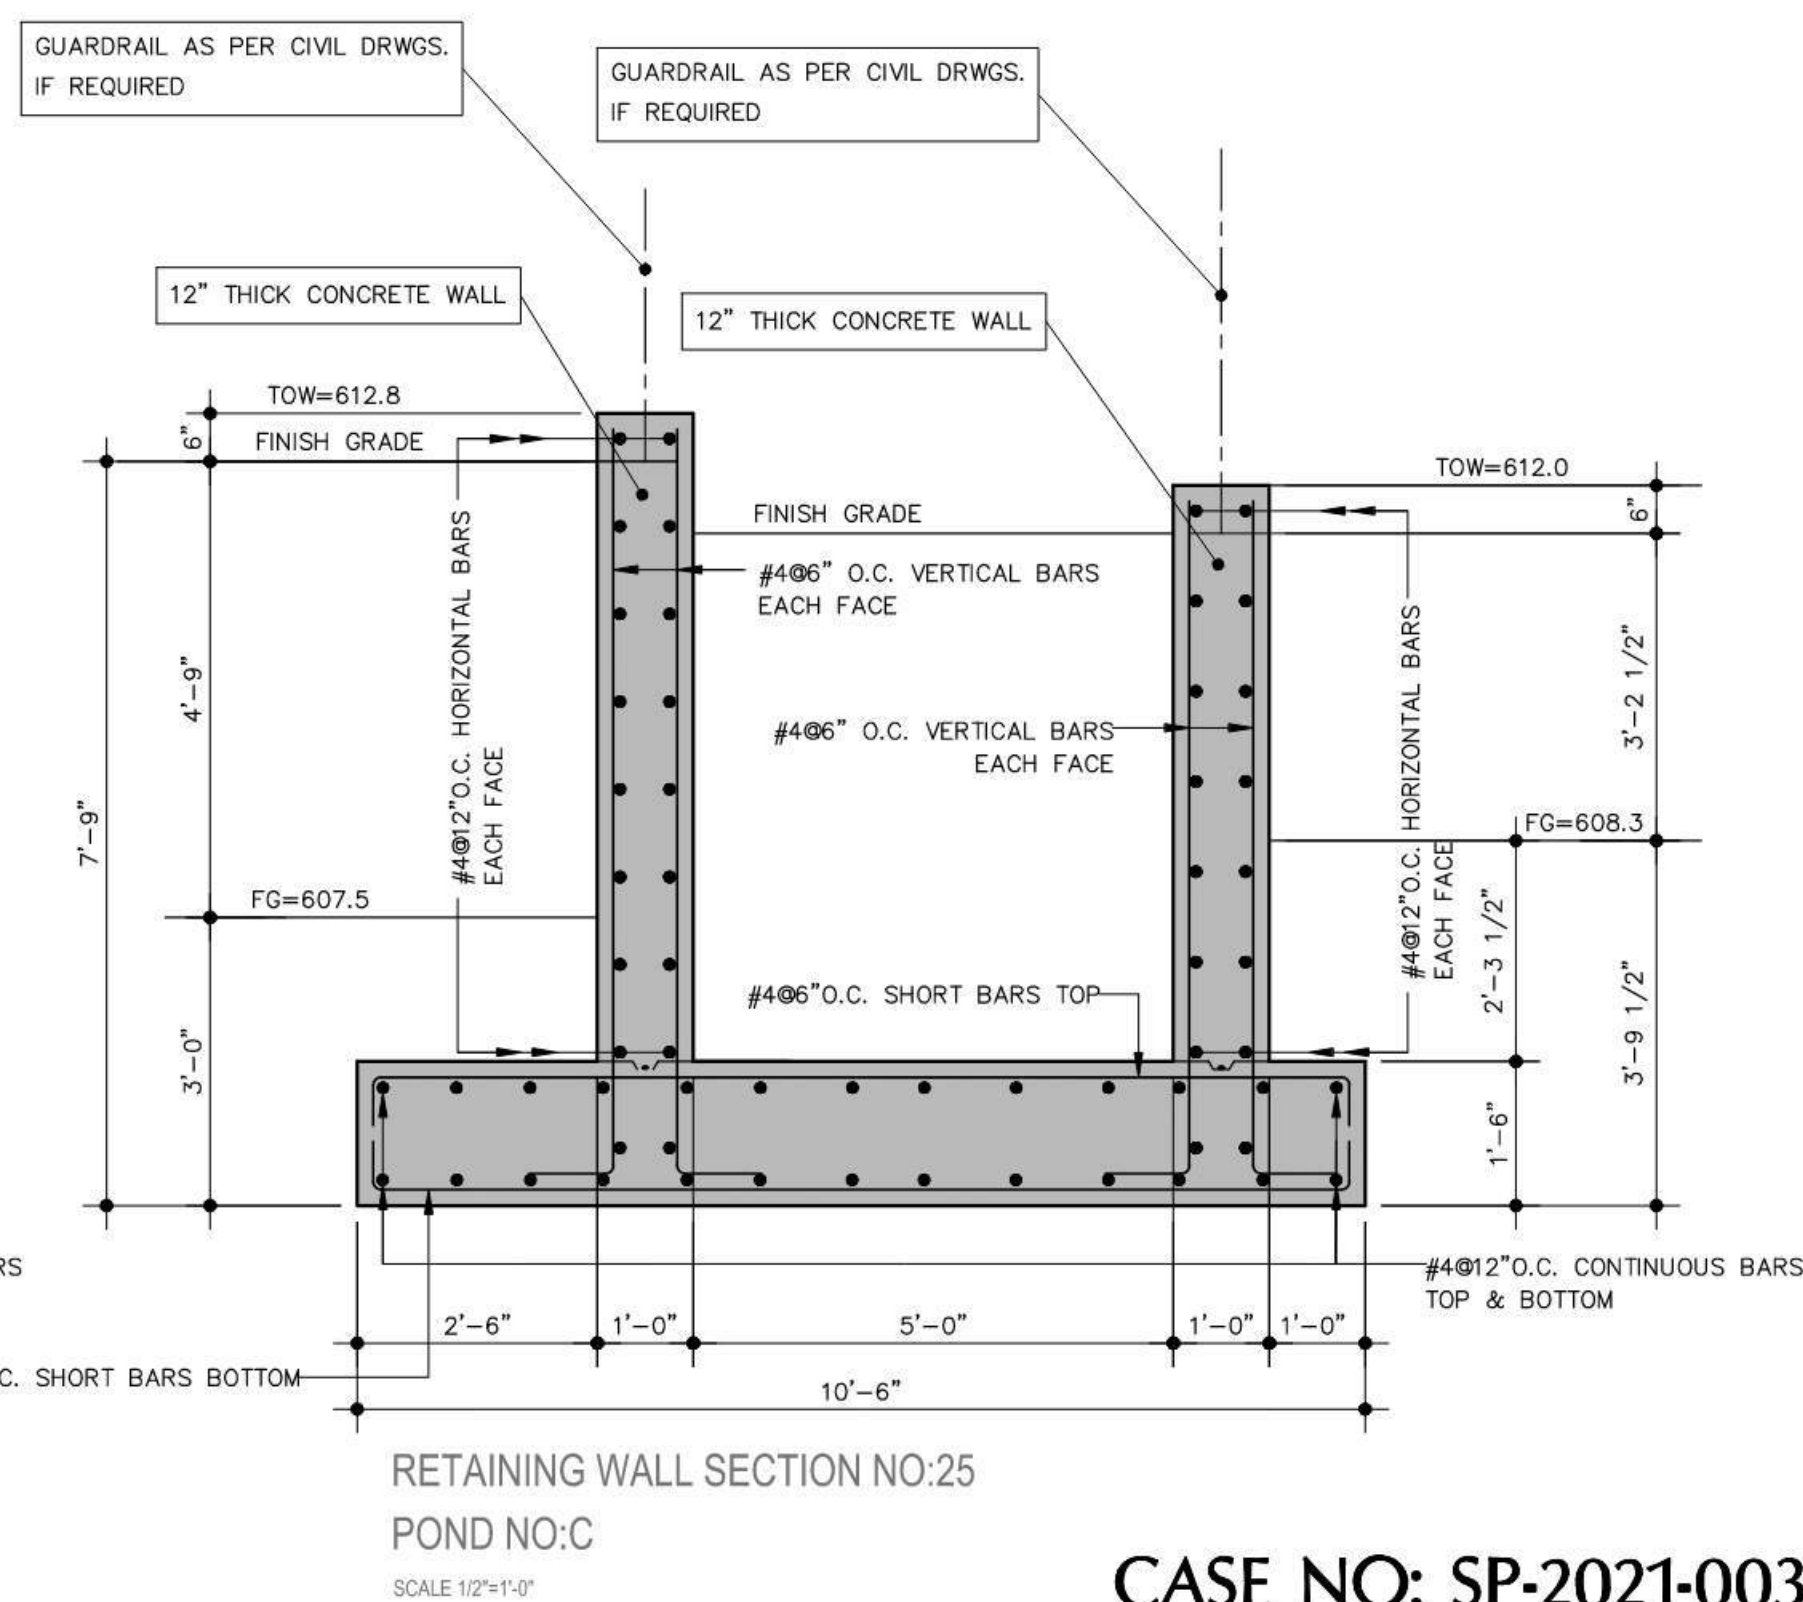 GUARDRAIL AS PER CIVIL DRWGS.
IF REQUIRED
GUARDRAIL AS PER CIVIL DRWGS.
IF REQUIRED
12” THICK CONCRETE WALL
12” THICK CONCRETE WALL
TOW=612.8
6”
FINISH GRADE
TOW=612.0
6”
FINISH GRADE
#4@6” O.C. VERTICAL BARS
EACH FACE
#4@12”O.C. HORIZONTAL BARS
EACH FACE
4’–9”
7’–9”
3’–0”
#4@6” O.C. VERTICAL BARS
EACH FACE
#4@12”O.C. HORIZONTAL BARS
EACH FACE
3’–2 1/2”
FG=608.3
FG=607.5
2’–3 1/2”
3’–9 1/2”
1’–6”
#4@6”O.C. SHORT BARS TOP
RS
#4@12”O.C. CONTINUOUS BARS
TOP & BOTTOM
2’–6”
1’–0”
5’–0”
1’–0”
1’–0”
C. SHORT BARS BOTTOM
10’–6”
RETAINING WALL SECTION NO:25
POND NO:C
SCALE 1/2"=1'-0"
CASE NO: SP-2021-003